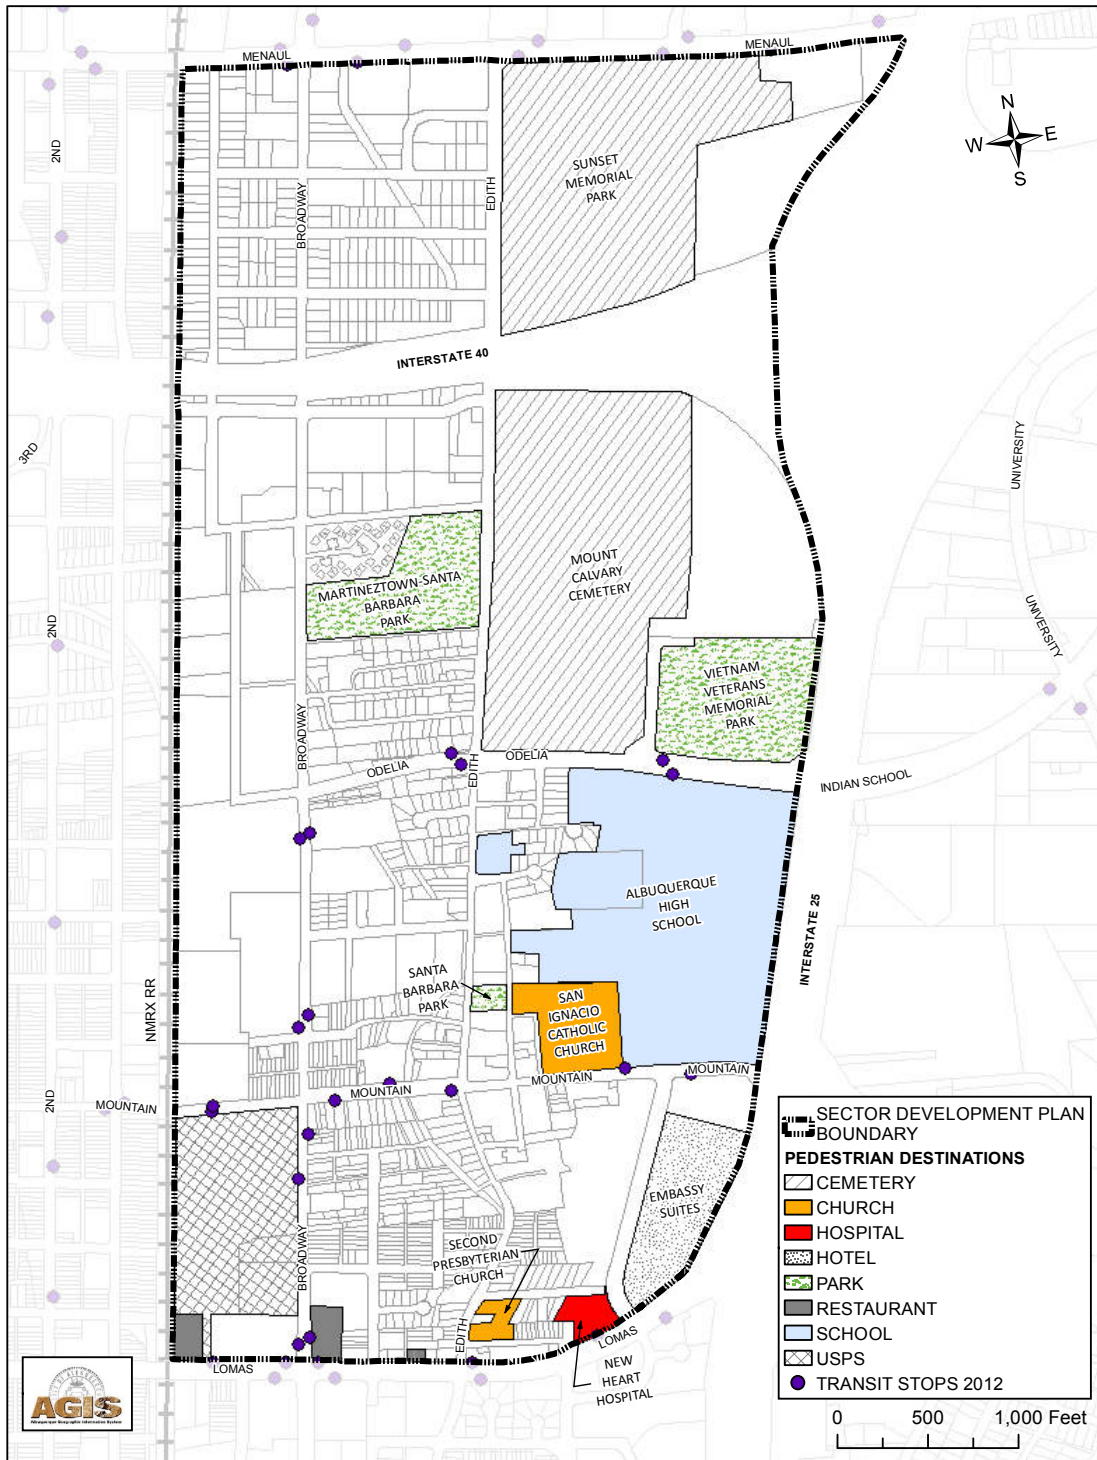 MENAUL
MENAUL
N
W
E
S
2ND
BROADWAY
EDITH
SUNSET
MEMORIAL
PARK
INTERSTATE 40
3RD
UNIVERSITY
MOUNT
CALVARY
CEMETERY
MARTINEZTOWN-SANTA
BARBARA
PARK
2ND
UNIVERSITY
VIETNAM
VETERANS
MEMORIAL
PARK
BROADWAY
ODELIA
EDITH
ODELIA
INDIAN SCHOOL
ALBUQUERQUE
HIGH
SCHOOL
INTERSTATE 25
NMRX RR
SANTA
BARBARA
PARK
SAN
IGNACIO
CATHOLIC
CHURCH
2ND
MOUNTAIN
MOUNTAIN
MOUNTAIN
MOUNTAIN
EMBASSY
SUITES
BROADWAY
SECOND
PRESBYTERIAN
CHURCH
EDITH
LOMAS
LOMAS
NEW
HEART
HOSPITAL
SECTOR DEVELOPMENT PLAN
BOUNDARY
PEDESTRIAN DESTINATIONS
CEMETERY
CHURCH
HOSPITAL
HOTEL
PARK
RESTAURANT
SCHOOL
USPS
TRANSIT STOPS 2012
0 500 1,000 Feet
AGIS
Albuquerque Geographic Information System